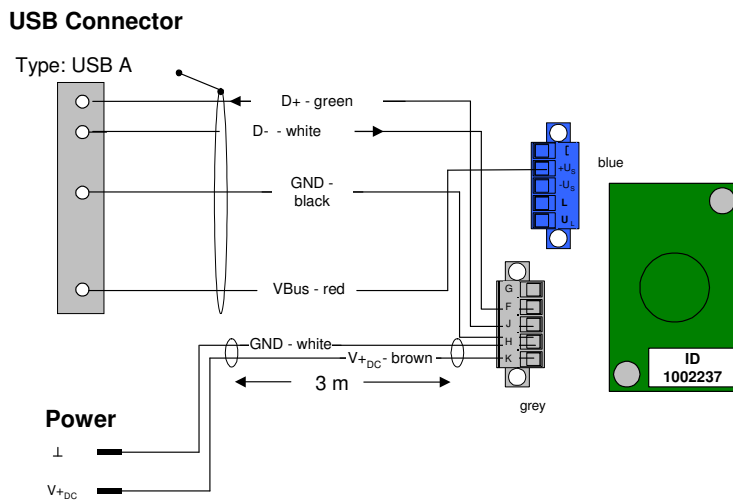 USB Connector
Type: USB A
D+ - green
D- - white
GND -
black
VBus - red
GND - white
V+DC - brown
3 m
[
+US
-US
L
UL
blue
G
F
J
H
K
grey
ID
1002237
Power
⊥
V+DC